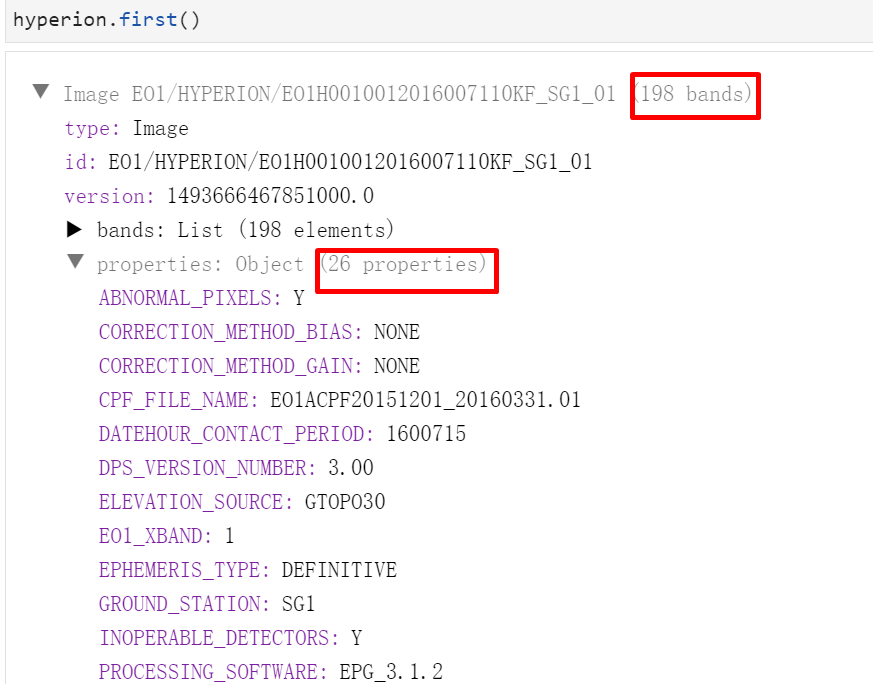 hyperion.first()
Image EO1/HYPERION/EO1H0010012016007110KF_SG1_01 (198 bands)
type: Image
id: EO1/HYPERION/EO1H0010012016007110KF_SG1_01
version: 1493666467851000.0
bands: List (198 elements)
properties: Object (26 properties)
ABNORMAL_PIXELS: Y
CORRECTION_METHOD_BIAS: NONE
CORRECTION_METHOD_GAIN: NONE
CPF_FILE_NAME: EO1ACPF20151201_20160331.01
DATEHOUR_CONTACT_PERIOD: 1600715
DPS_VERSION_NUMBER: 3.00
ELEVATION_SOURCE: GTOPO30
EO1_XBAND: 1
EPHEMERIS_TYPE: DEFINITIVE
GROUND_STATION: SG1
INOPERABLE_DETECTORS: Y
PROCESSING_SOFTWARE: EPG_3.1.2